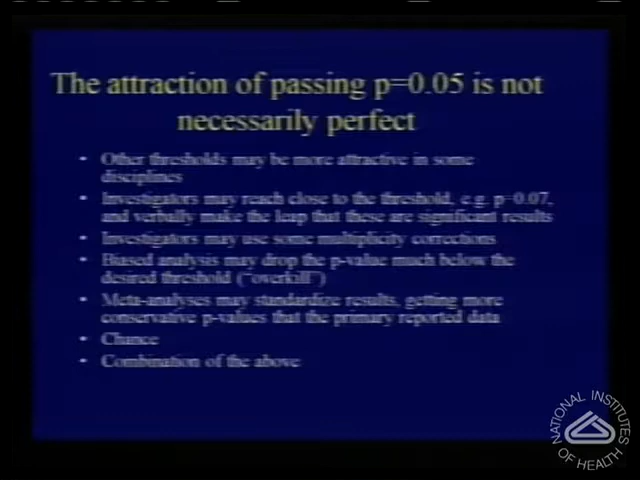 The attraction of passing p=0.05 is not
necessarily perfect
• Other thresholds may be more attractive in some
disciplines
• Investigators may reach close to the threshold, e.g. p=0.07,
and verbally make the leap that these are significant results
• Investigators may use some multiplicity corrections
• Biased analysis may drop the p-value much below the
desired threshold ("overkill")
• Meta-analyses may standardize results, getting more
conservative p-values that the primary reported data
• Chance
• Combination of the above
NATIONAL INSTITUTES
OF HEALTH